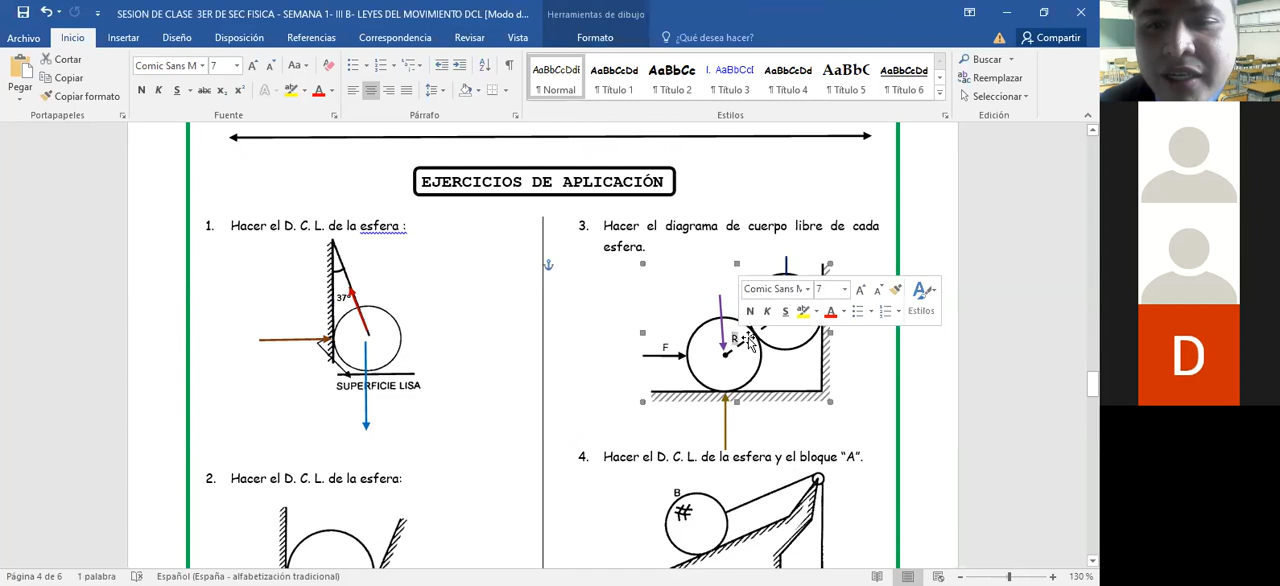 SESION DE CLASE 3ER DE SEC FISICA - SEMANA 1- III B- LEYES DEL MOVIMIENTO DCL [Modo d...
Herramientas de dibujo
Archivo Inicio Insertar Diseño Disposición Referencias Correspondencia Revisar Vista Formato ¿Qué desea hacer? Compartir
Pegar
Cortar
Copiar
Copiar formato
Portapapeles
Comic Sans M 7
Aa
N K S abc x₂ x²
Fuente
Párrafo
AaBbCcDdI AaBbCcDd AaBbCc I. AaBbCcI AaBbCcDd AaBbC AaBbCcDd
¶ Normal ¶ Título 1 ¶ Título 2 ¶ Título 3 ¶ Título 4 ¶ Título 5 ¶ Título 6
Estilos
Buscar
Reemplazar
Seleccionar
Edición
EJERCICIOS DE APLICACIÓN
1. Hacer el D. C. L. de la esfera :
37°
SUPERFICIE LISA
2. Hacer el D. C. L. de la esfera:
3. Hacer el diagrama de cuerpo libre de cada
esfera.
Comic Sans M 7
N K S
Estilos
F
R
4. Hacer el D. C. L. de la esfera y el bloque “A”.
B
D
Página 4 de 6 1 palabra Español (España - alfabetización tradicional) 130 %